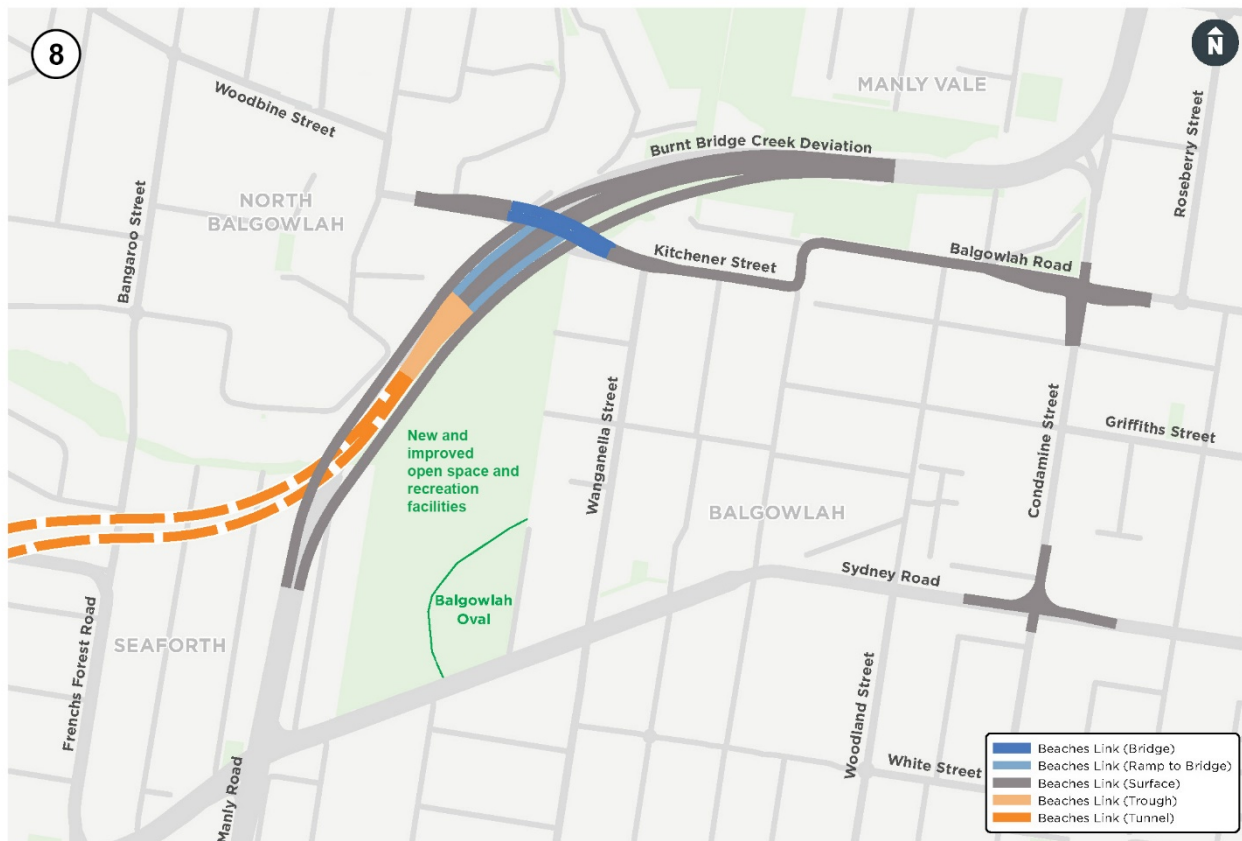 8
N
MANLY VALE
Woodbine Street
Roseberry Street
Burnt Bridge Creek Deviation
NORTH
BALGOWLAH
Bangaroo Street
Kitchener Street
Balgowlah Road
Wanganella Street
Condamine Street
Griffiths Street
New and
improved
open space and
recreation
facilities
BALGOWLAH
Sydney Road
Balgowlah
Oval
SEAFORTH
Frenchs Forest Road
Woodland Street
Manly Road
White Street
Beaches Link (Bridge)
Beaches Link (Ramp to Bridge)
Beaches Link (Surface)
Beaches Link (Trough)
Beaches Link (Tunnel)